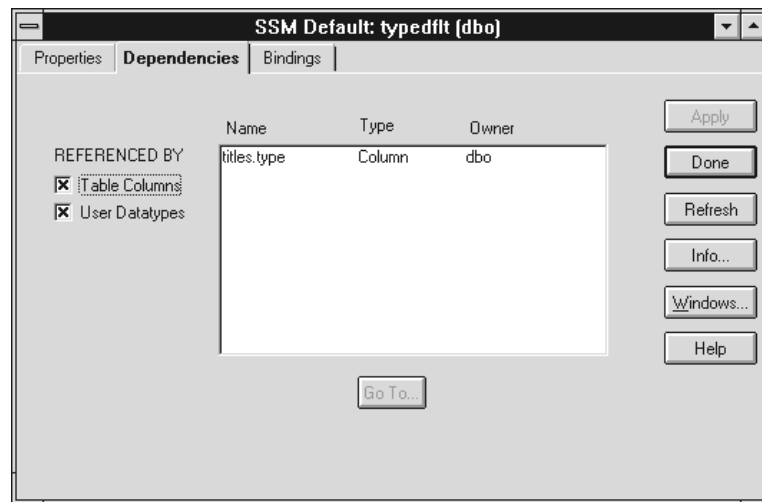 SSM Default: typedflt (dbo)
Properties Dependencies Bindings
Name Type Owner
REFERENCED BY
Table Columns
User Datatypes
titles.type Column dbo
Apply
Done
Refresh
Info...
Windows...
Help
Go To...